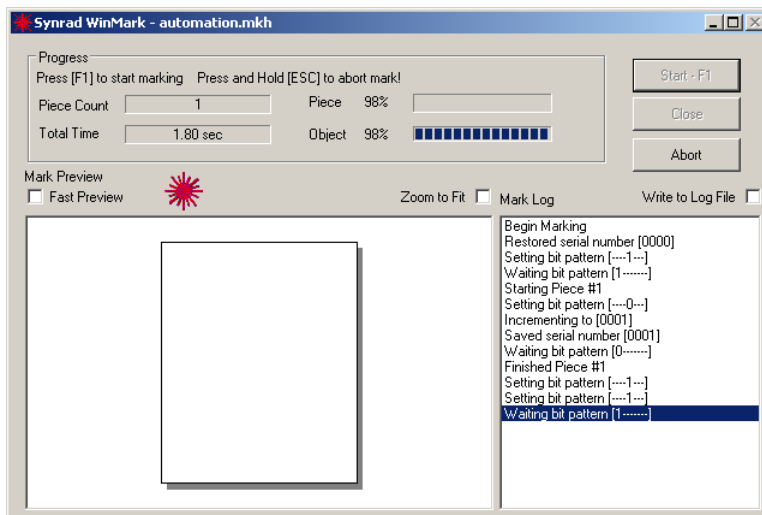 Synrad WinMark - automation.mkh
Progress
Press [F1] to start marking Press and Hold [ESC] to abort mark!
Piece Count 1 Piece 98%
Total Time 1.80 sec Object 98%
Start - F1
Close
Abort
Mark Preview
Fast Preview Zoom to Fit
Mark Log Write to Log File
Begin Marking
Restored serial number [0000]
Setting bit pattern [----1---]
Waiting bit pattern [1-------]
Starting Piece #1
Setting bit pattern [----0---]
Incrementing to [0001]
Saved serial number [0001]
Waiting bit pattern [0-------]
Finished Piece #1
Setting bit pattern [----1---]
Setting bit pattern [----1---]
Waiting bit pattern [1-------]